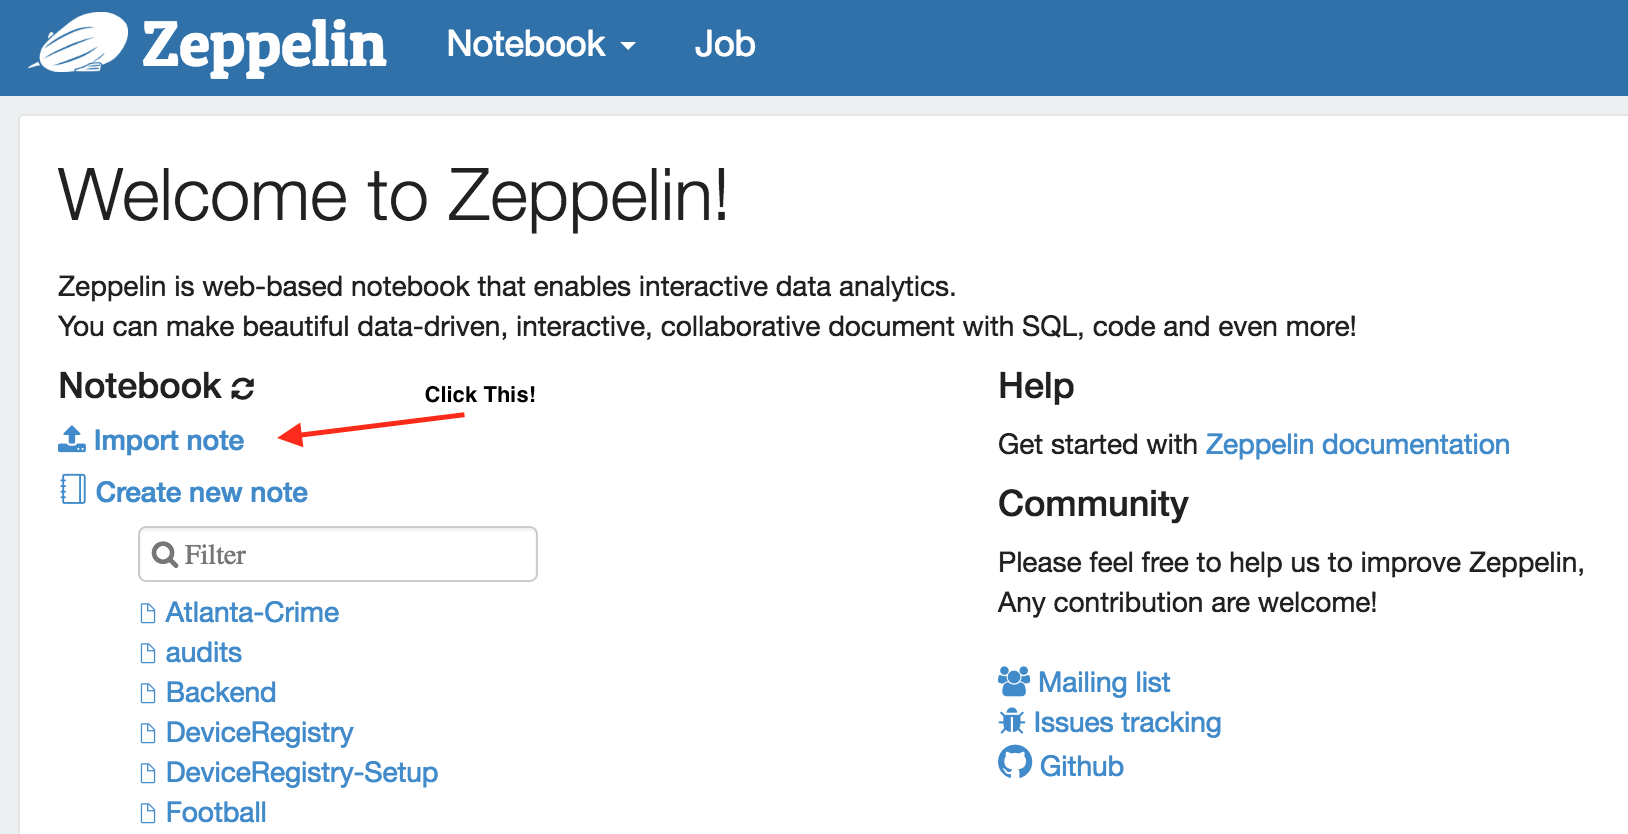 Zeppelin Notebook Job
Welcome to Zeppelin!
Zeppelin is web-based notebook that enables interactive data analytics.
You can make beautiful data-driven, interactive, collaborative document with SQL, code and even more!
Notebook
Click This!
Import note
Create new note
Filter
Atlanta-Crime
audits
Backend
DeviceRegistry
DeviceRegistry-Setup
Football
Help
Get started with Zeppelin documentation
Community
Please feel free to help us to improve Zeppelin,
Any contribution are welcome!
Mailing list
Issues tracking
Github